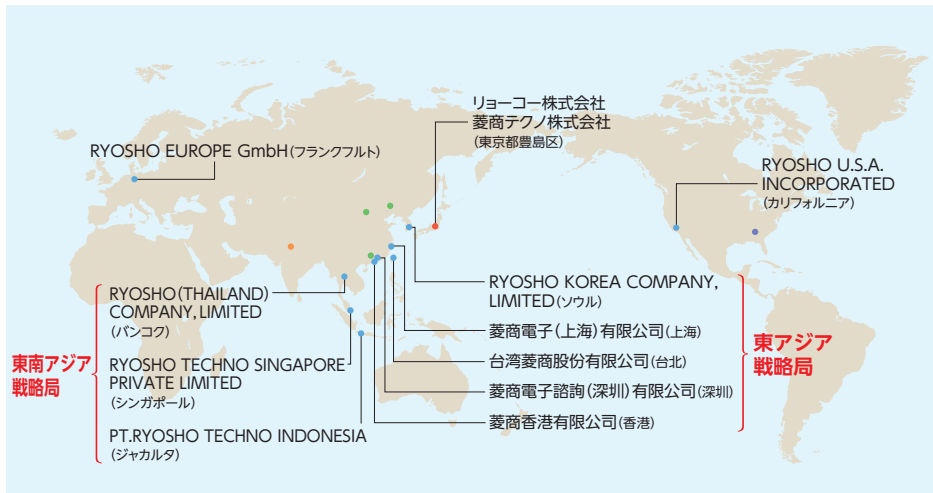 リョーコー株式会社
菱商テクノ株式会社
(東京都豊島区)
RYOSHO EUROPE GmbH(フランクフルト)
RYOSHO U.S.A.
INCORPORATED
(カリフォルニア)
東南アジア
戦略局
RYOSHO(THAILAND)
COMPANY,LIMITED
(バンコク)
RYOSHO TECHNO SINGAPORE
PRIVATE LIMITED
(シンガポール)
PT.RYOSHO TECHNO INDONESIA
(ジャカルタ)
RYOSHO KOREA COMPANY,
LIMITED(ソウル)
菱商電子(上海)有限公司(上海)
台湾菱商股份有限公司(台北)
菱商電子諮詢(深圳)有限公司(深圳)
菱商香港有限公司(香港)
東アジア
戦略局